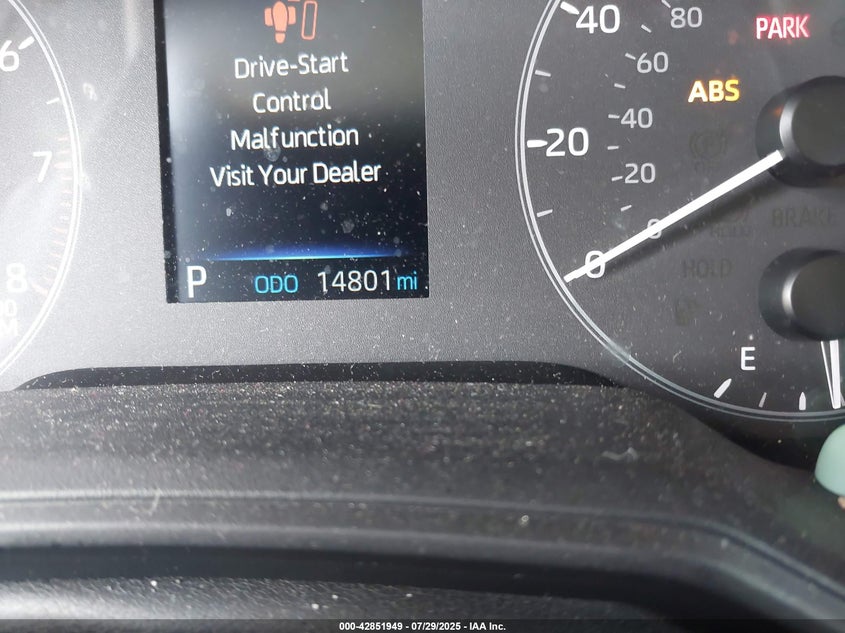 Drive-Start
Control
Malfunction
Visit Your Dealer
P ODO 14801 mi
6
7
8
40
20
0
80
60
40
20
0
PARK
ABS
BRAKE
HOLD
E
000-42851949 - 07/29/2025 - IAA Inc.